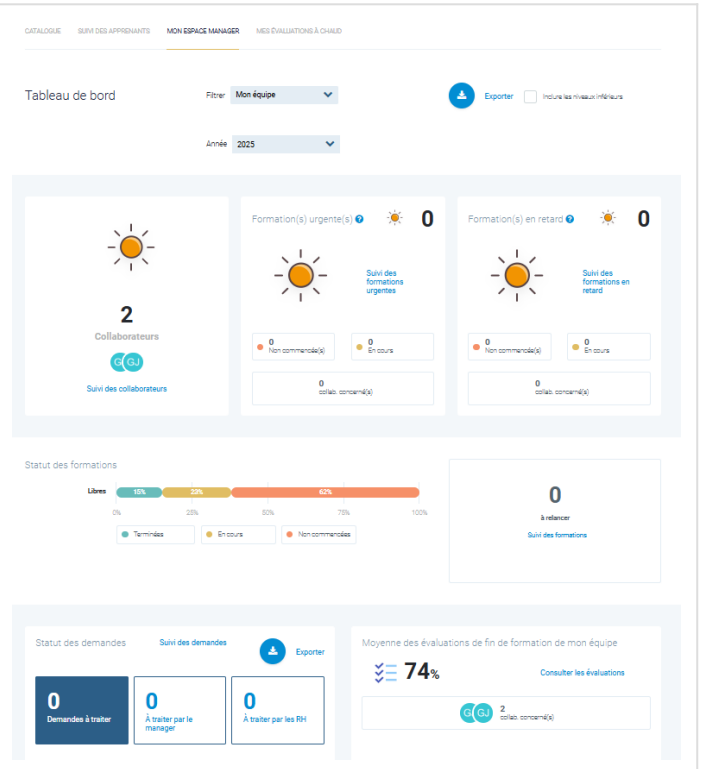 CATALOGUE SUIVI DES APPRENANTS MON ESPACE MANAGER MES ÉVALUATIONS À CHAUD
Tableau de bord
Filtrer Mon équipe
Exporter
Inclure les niveaux inférieurs
Année 2025
2
Collaborateurs
G( GJ
Suivi des collaborateurs
Formation(s) urgente(s) ? 0
Suivi des
formations
urgentes
0
Non commencée(s)
0
En cours
0
collab. concerné(s)
Formation(s) en retard ? 0
Suivi des
formations en
retard
0
Non commencée(s)
0
En cours
0
collab. concerné(s)
Statut des formations
Libres 15% 23% 62%
0% 25% 50% 75% 100%
Terminées En cours Non commencées
0
à relancer
Suivi des formations
Statut des demandes Suivi des demandes
Exporter
0
Demandes à traiter
0
À traiter par le
manager
0
À traiter par les RH
Moyenne des évaluations de fin de formation de mon équipe
74%
Consulter les évaluations
G( GJ
2
collab. concerné(s)